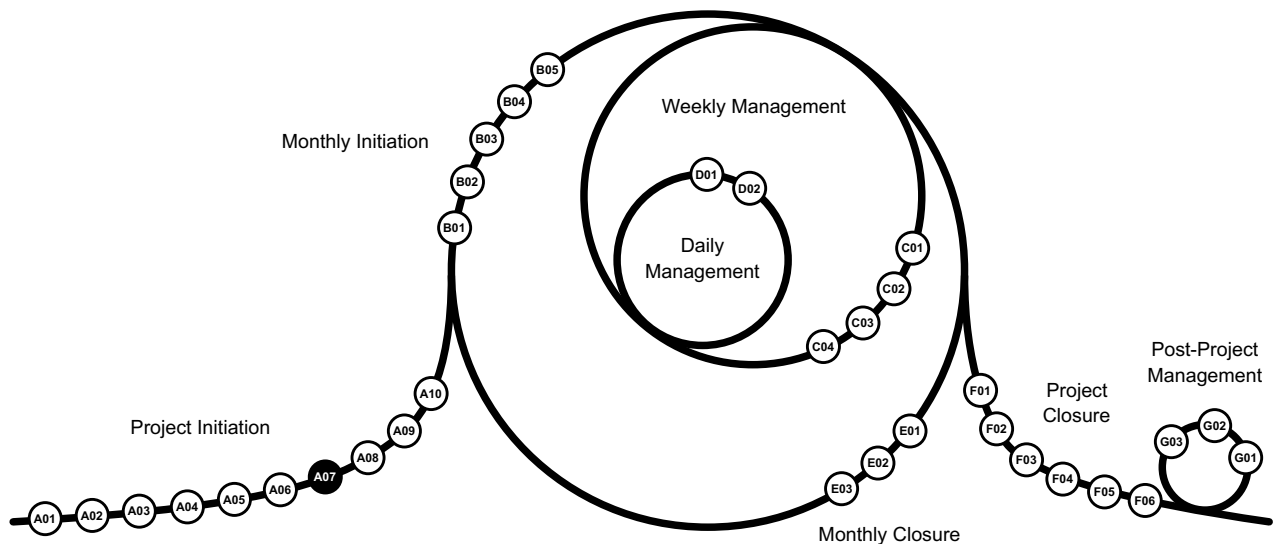 Project Initiation
A01
A02
A03
A04
A05
A06
A07
A08
A09
A10
Monthly Initiation
B01
B02
B03
B04
B05
Weekly Management
C01
C02
C03
C04
Daily
Management
D01
D02
Monthly Closure
E01
E02
E03
Project
Closure
F01
F02
F03
F04
F05
F06
Post-Project
Management
G01
G02
G03